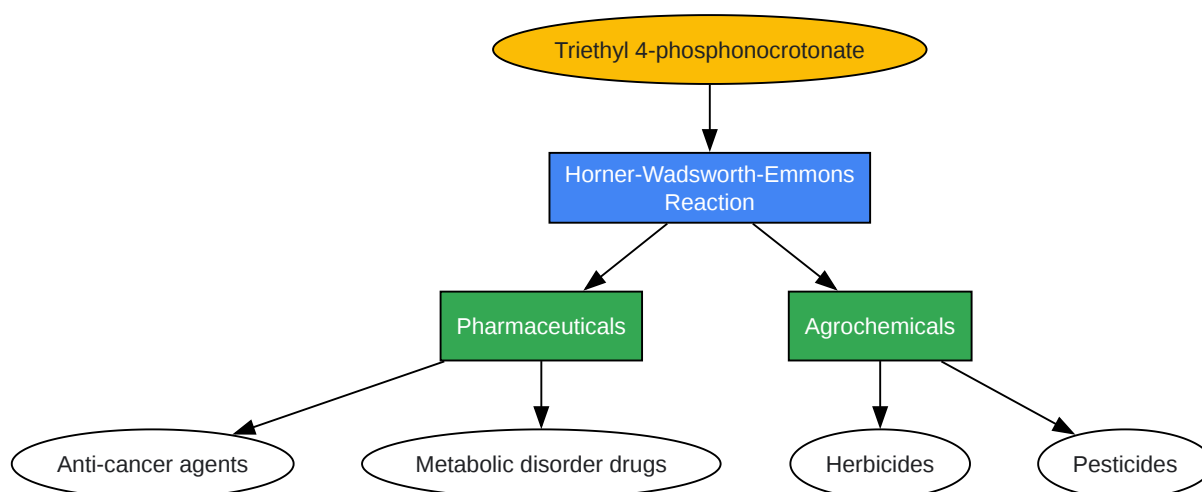 Triethyl 4-phosphonocrotonate
Horner-Wadsworth-Emmons
Reaction
Pharmaceuticals
Agrochemicals
Anti-cancer agents
Metabolic disorder drugs
Herbicides
Pesticides